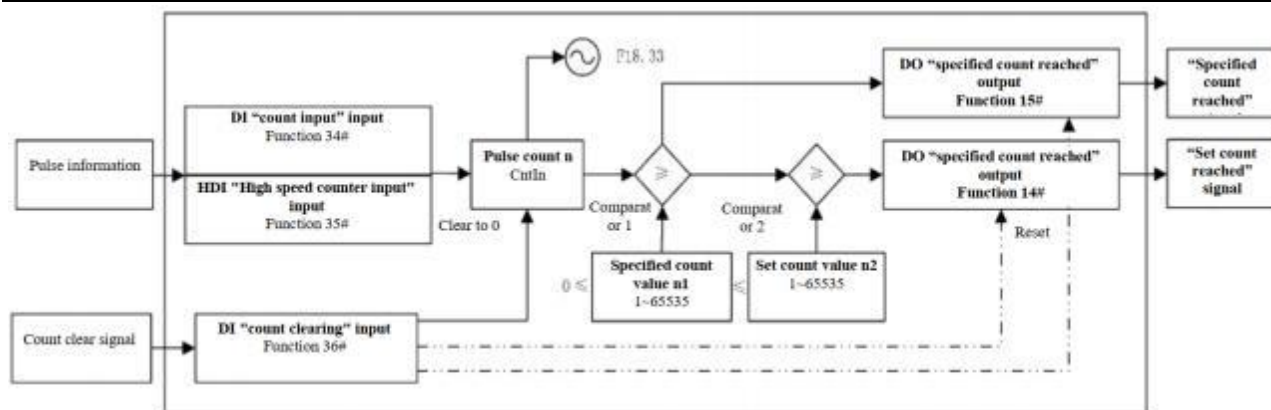 F18. 33
DO “specified count reached”
output
Function 15#
“Specified
count
reached”
DI “count input” input
Function 34#
Pulse information
HDI "High speed counter input"
input
Function 35#
Pulse count n
CntIn
⩾
⩾
DO “specified count reached”
output
Function 14#
“Set count
reached”
signal
Clear to 0
Comparat
or 1
Comparat
or 2
Reset
0 ⩽
Specified count
value n1
1~65535
⩽
Set count value n2
1~65535
Count clear signal
DI “count clearing” input
Function 36#